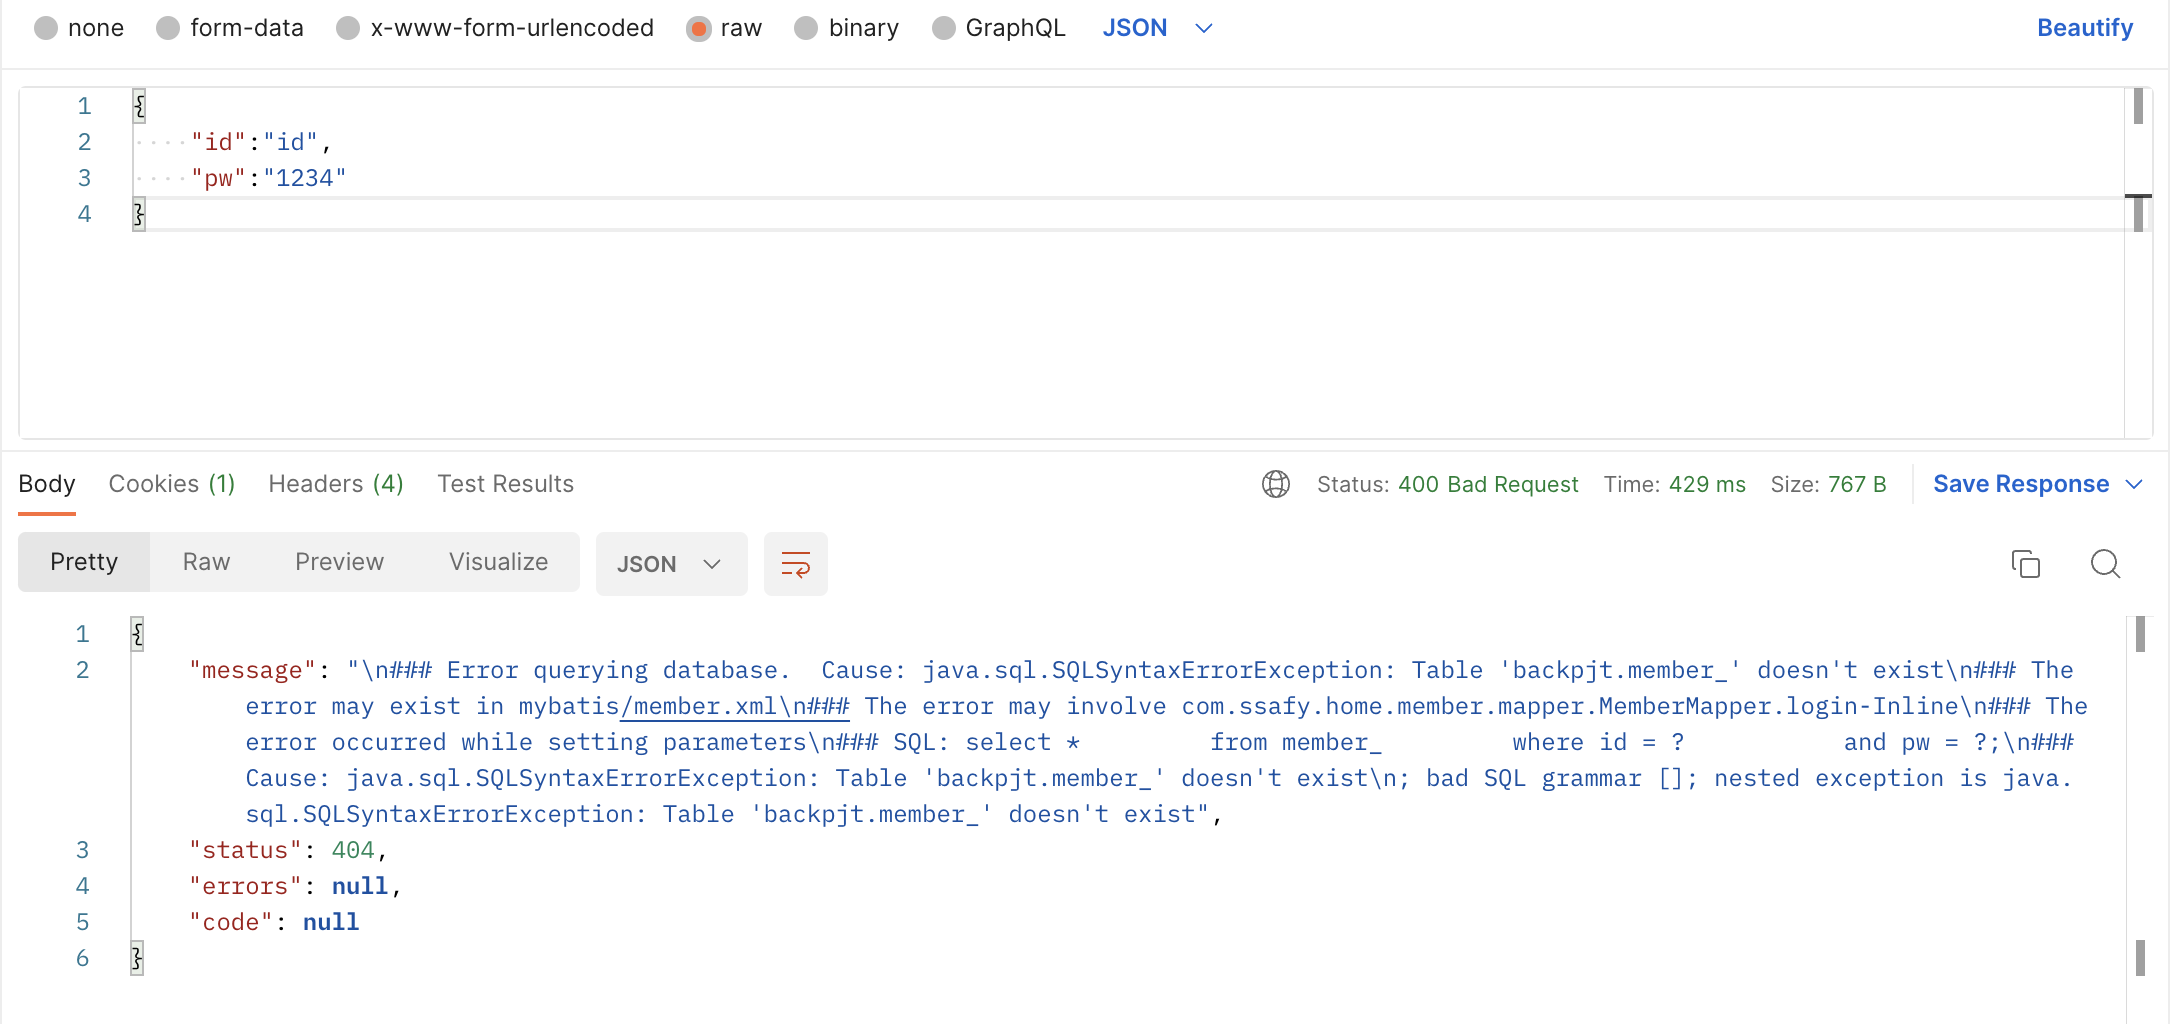 none form-data x-www-form-urlencoded raw binary GraphQL JSON Beautify
1 {
2 "id":"id",
3 "pw":"1234"
4 }
Body Cookies (1) Headers (4) Test Results Status: 400 Bad Request Time: 429 ms Size: 767 B Save Response
Pretty Raw Preview Visualize JSON
1 {
2 "message": "\n### Error querying database.  Cause: java.sql.SQLSyntaxErrorException: Table 'backpjt.member_' doesn't exist\n### The
error may exist in mybatis/member.xml\n### The error may involve com.ssafy.home.member.mapper.MemberMapper.login-Inline\n### The
error occurred while setting parameters\n### SQL: select *         from member_         where id = ?           and pw = ?;\n###
Cause: java.sql.SQLSyntaxErrorException: Table 'backpjt.member_' doesn't exist\n; bad SQL grammar []; nested exception is java.
sql.SQLSyntaxErrorException: Table 'backpjt.member_' doesn't exist",
3 "status": 404,
4 "errors": null,
5 "code": null
6 }